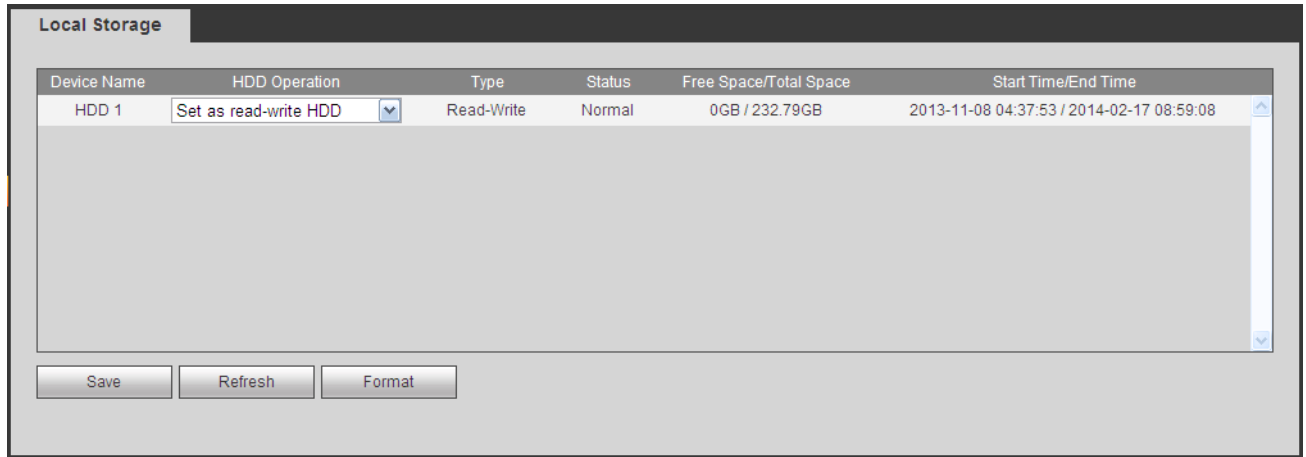 Local Storage
Device Name HDD Operation Type Status Free Space/Total Space Start Time/End Time
HDD 1 Set as read-write HDD Read-Write Normal 0GB / 232.79GB 2013-11-08 04:37:53 / 2014-02-17 08:59:08
Save Refresh Format